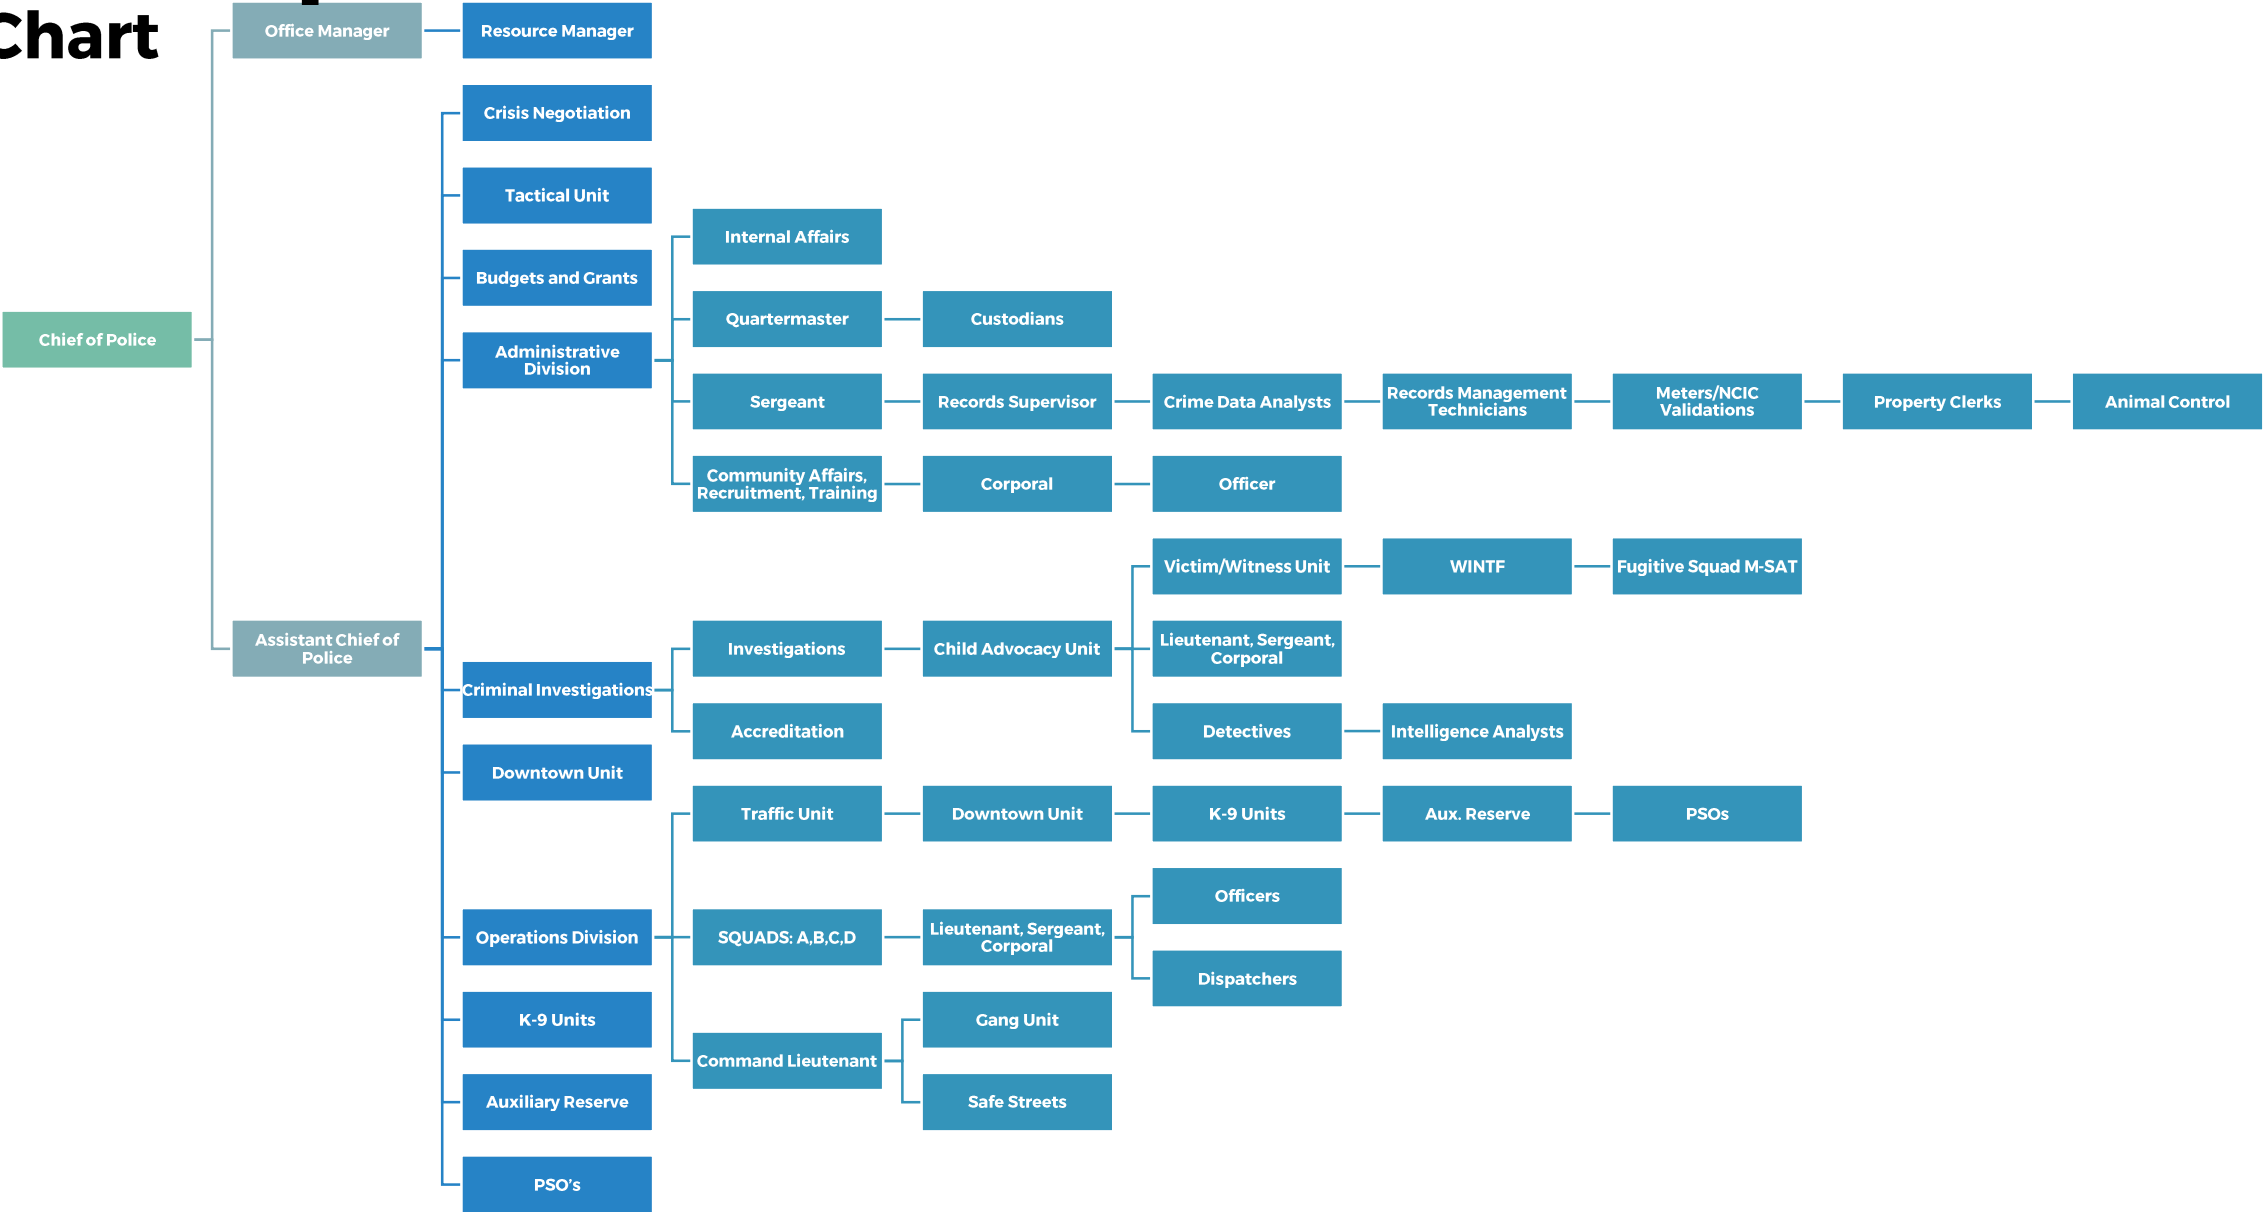 Chart
Office Manager
Resource Manager
Crisis Negotiation
Tactical Unit
Internal Affairs
Budgets and Grants
Quartermaster
Custodians
Chief of Police
Administrative
Division
Sergeant
Records Supervisor
Crime Data Analysts
Records Management
Technicians
Meters/NCIC
Validations
Property Clerks
Animal Control
Community Affairs,
Recruitment, Training
Corporal
Officer
Victim/Witness Unit
WINTF
Fugitive Squad M-SAT
Assistant Chief of
Police
Investigations
Child Advocacy Unit
Lieutenant, Sergeant,
Corporal
Criminal Investigations
Accreditation
Detectives
Intelligence Analysts
Downtown Unit
Traffic Unit
Downtown Unit
K-9 Units
Aux. Reserve
PSOs
Officers
Operations Division
SQUADS: A,B,C,D
Lieutenant, Sergeant,
Corporal
Dispatchers
K-9 Units
Gang Unit
Command Lieutenant
Auxiliary Reserve
Safe Streets
PSO’s